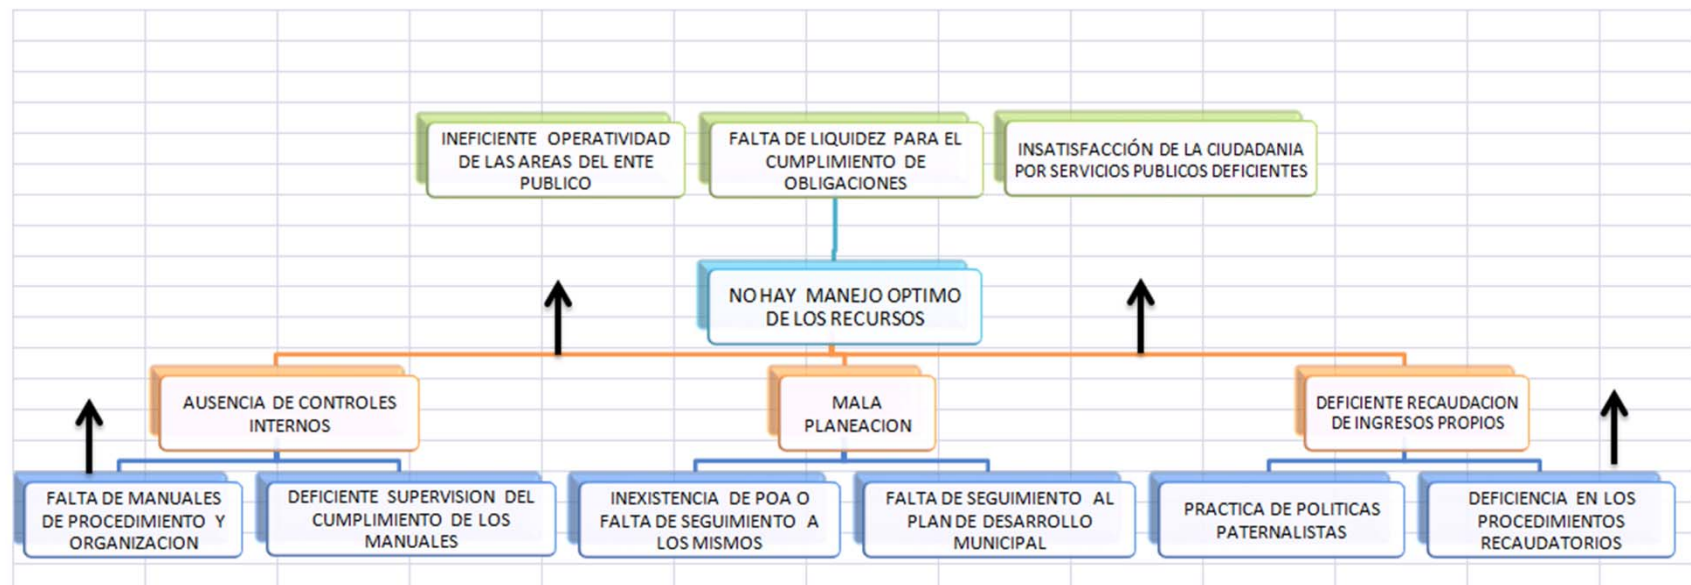 INEFICIENTE OPERATIVIDAD
DE LAS AREAS DEL ENTE
PUBLICO
FALTA DE LIQUIDEZ PARA EL
CUMPLIMIENTO DE
OBLIGACIONES
INSATISFACCIÓN DE LA CIUDADANIA
POR SERVICIOS PUBLICOS DEFICIENTES
NO HAY MANEJO OPTIMO
DE LOS RECURSOS
AUSENCIA DE CONTROLES
INTERNOS
MALA
PLANEACION
DEFICIENTE RECAUDACION
DE INGRESOS PROPIOS
FALTA DE MANUALES
DE PROCEDIMIENTO Y
ORGANIZACION
DEFICIENTE SUPERVISION DEL
CUMPLIMIENTO DE LOS
MANUALES
INEXISTENCIA DE POA O
FALTA DE SEGUIMIENTO A
LOS MISMOS
FALTA DE SEGUIMIENTO AL
PLAN DE DESARROLLO
MUNICIPAL
PRACTICA DE POLITICAS
PATERNALISTAS
DEFICIENCIA EN LOS
PROCEDIMIENTOS
RECAUDATORIOS